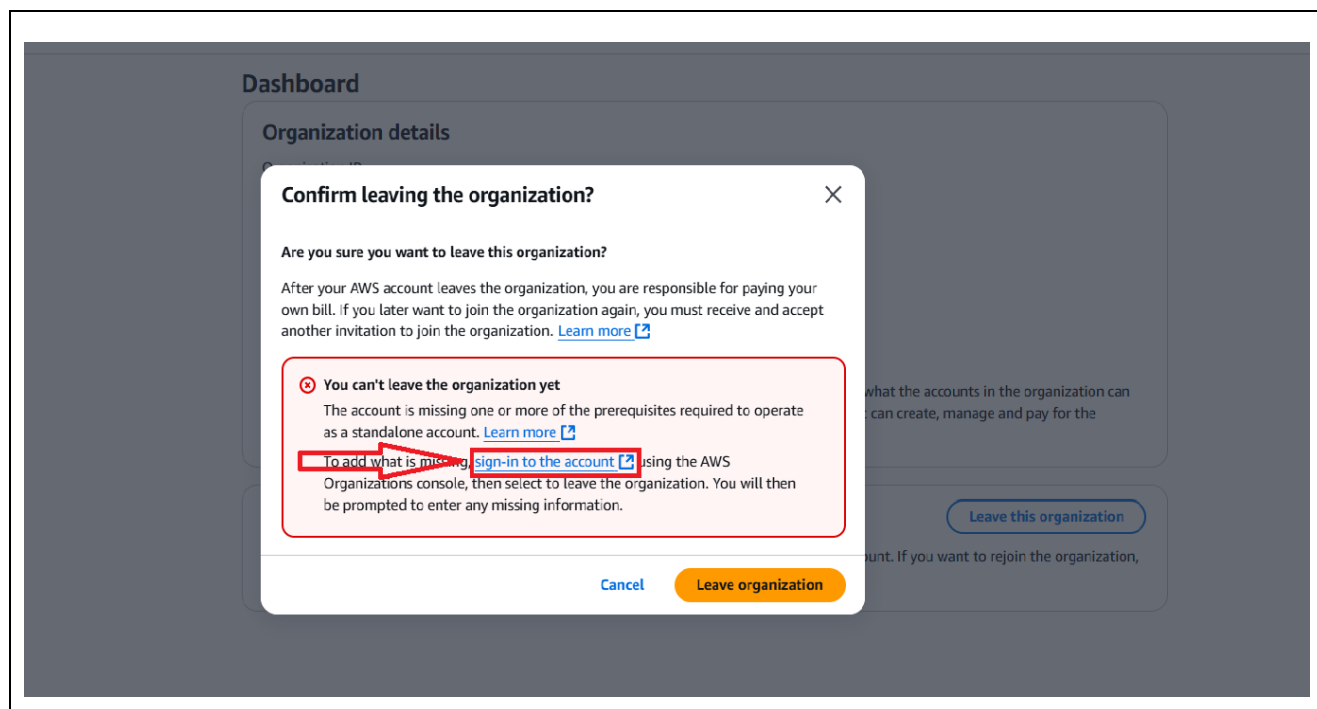 Dashboard
Organization details
Organization ID
Confirm leaving the organization?
Are you sure you want to leave this organization?
After your AWS account leaves the organization, you are responsible for paying your
own bill. If you later want to join the organization again, you must receive and accept
another invitation to join the organization. Learn more
You can't leave the organization yet
The account is missing one or more of the prerequisites required to operate
as a standalone account. Learn more
To add what is missing, sign-in to the account using the AWS
Organizations console, then select to leave the organization. You will then
be prompted to enter any missing information.
Cancel
Leave organization
what the accounts in the organization can
can create, manage and pay for the
Leave this organization
If you want to rejoin the organization,